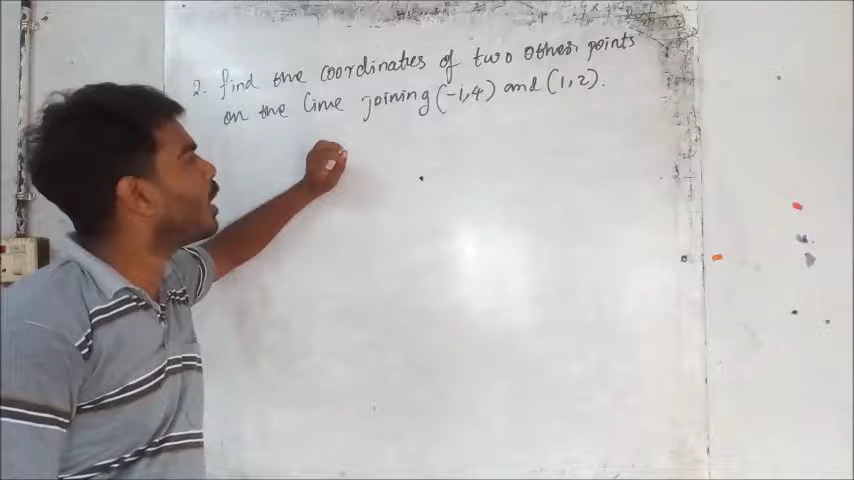 2. find the coordinates of two other points
on the line joining (-1,4) and (1,2).